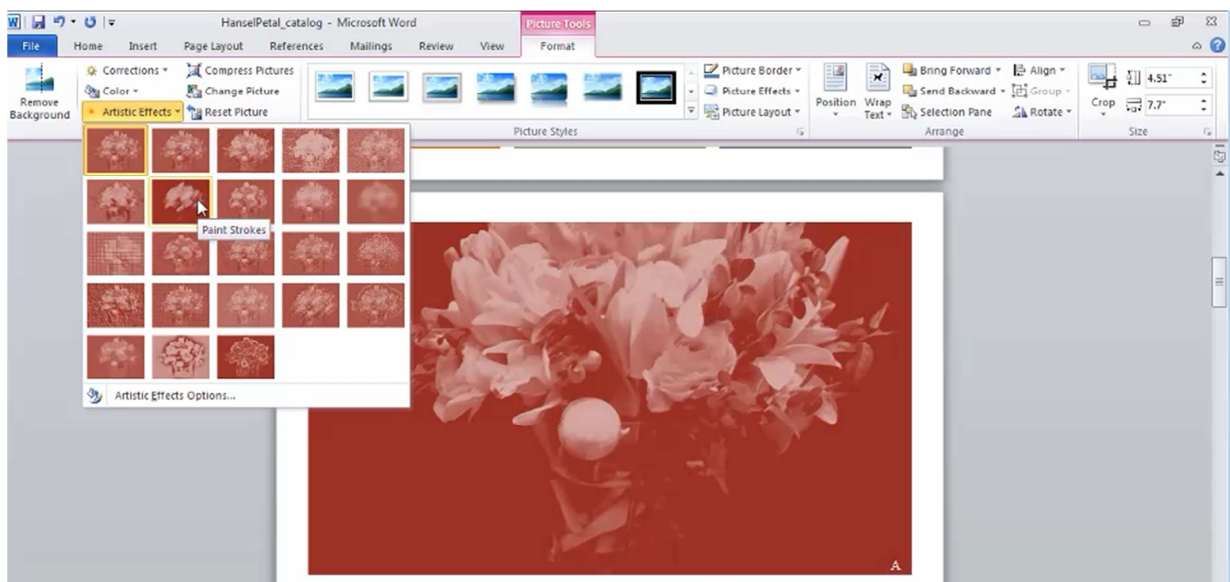 HanselPetal_catalog - Microsoft Word
Picture Tools
File Home Insert Page Layout References Mailings Review View Format
Remove Background
Corrections
Color
Artistic Effects
Compress Pictures
Change Picture
Reset Picture
Picture Styles
Picture Border
Picture Effects
Picture Layout
Position
Wrap Text
Bring Forward
Send Backward
Selection Pane
Align
Group
Rotate
Arrange
Crop
4.51"
7.7"
Size
Paint Strokes
Artistic Effects Options...
A